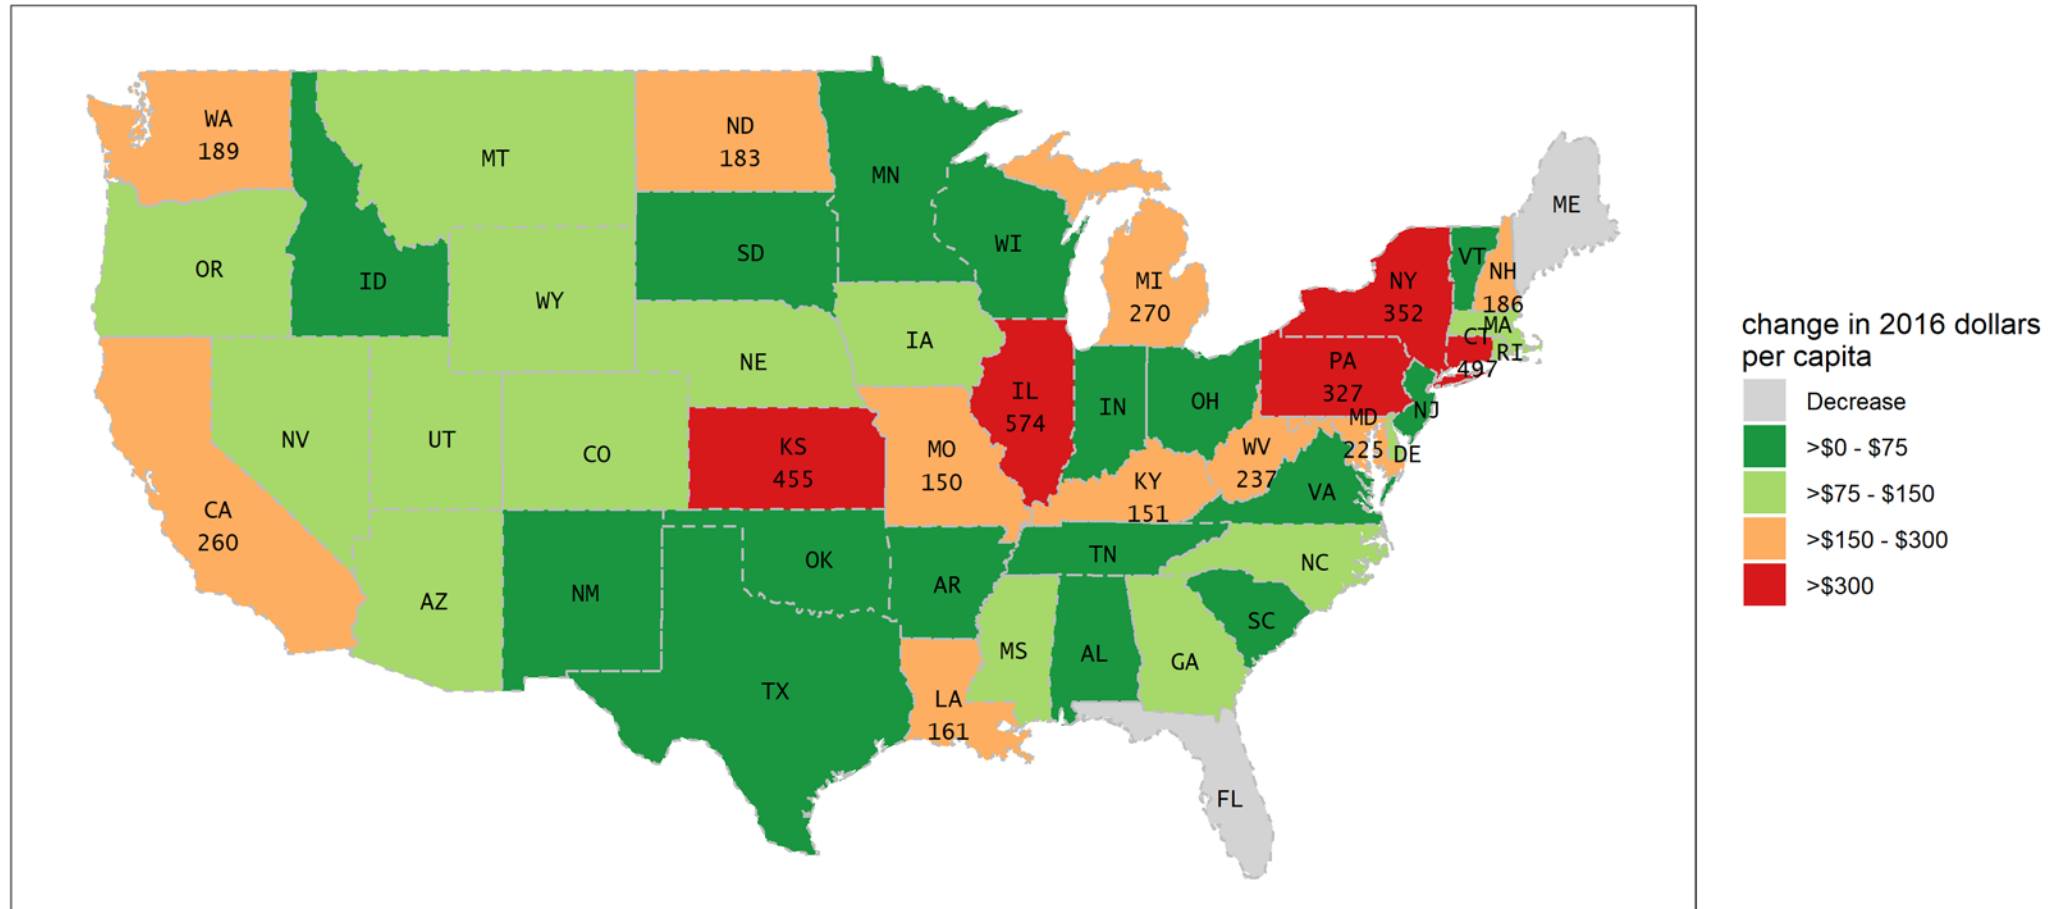 WA
189
MT
ND
183
MN
ME
OR
ID
SD
WI
VT
NH
186
WY
MI
270
NY
352
MA
CT
497
RI
NE
IA
PA
327
IL
574
IN
OH
NJ
MD
225
NV
UT
CO
KS
455
MO
150
WV
237
DE
KY
151
VA
CA
260
OK
TN
NC
AZ
NM
AR
SC
TX
MS
AL
GA
LA
161
FL
change in 2016 dollars
per capita
Decrease
>$0 - $75
>$75 - $150
>$150 - $300
>$300